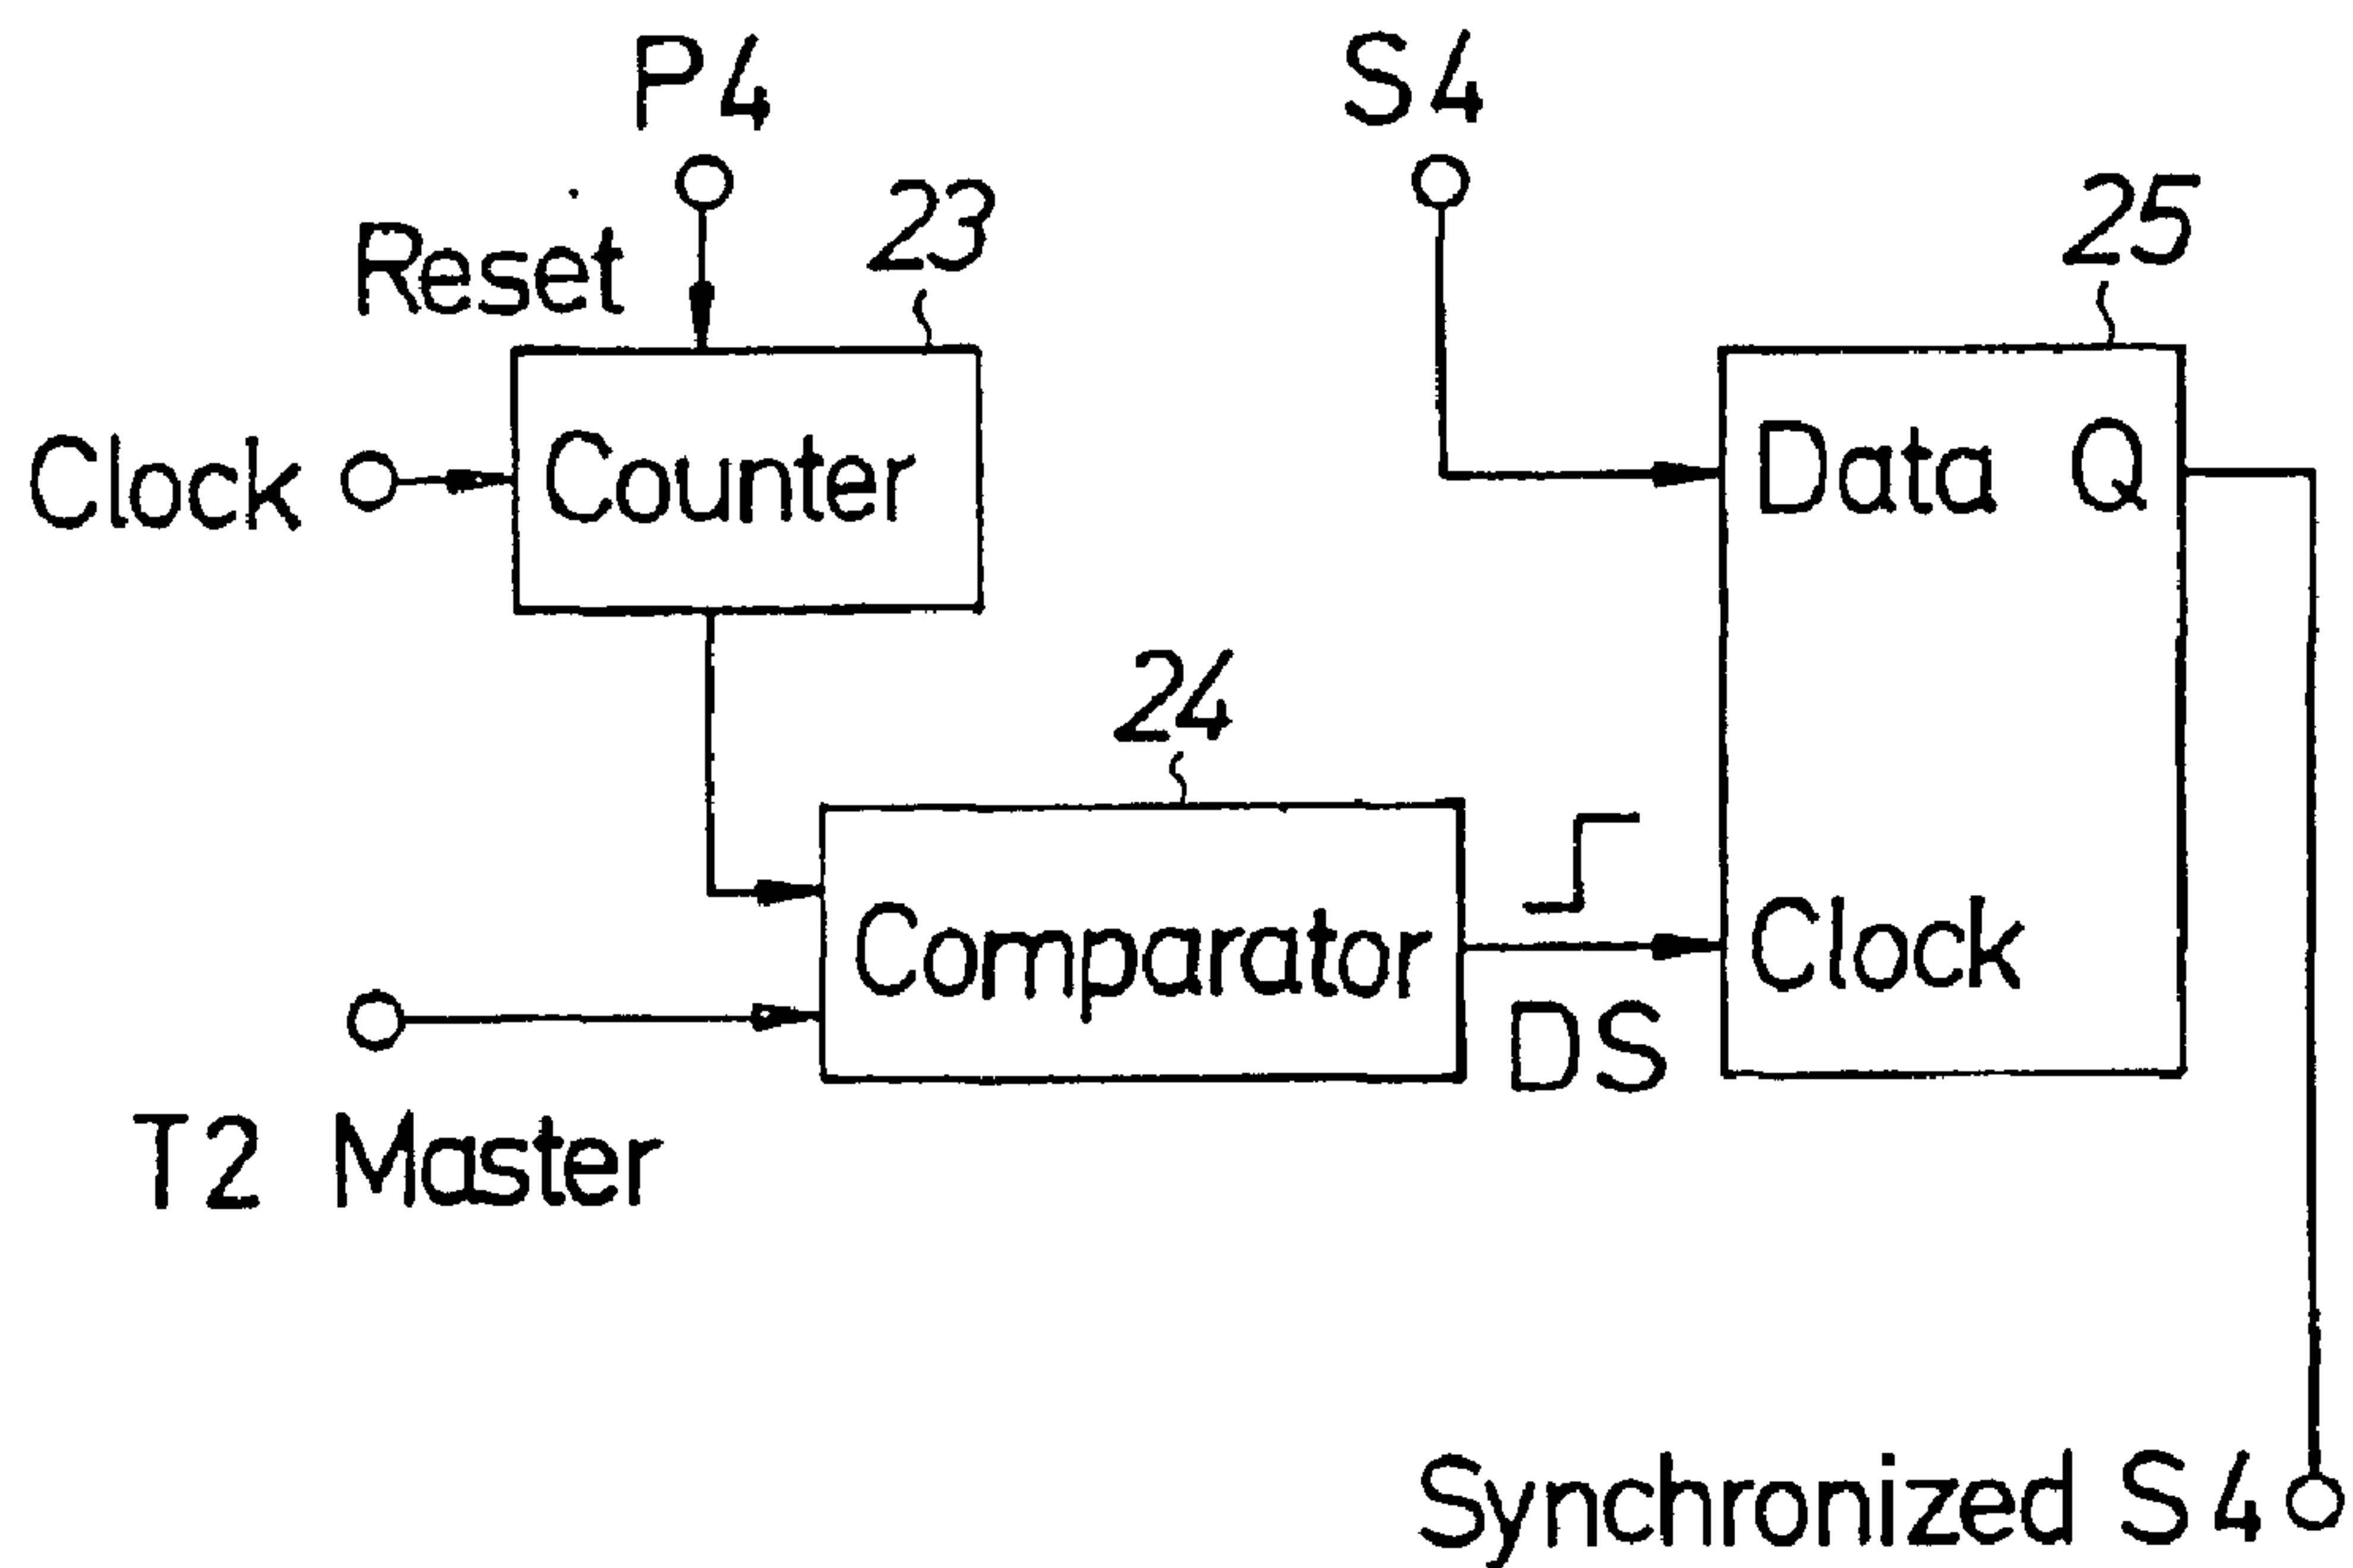 P4
S4
Reset
23
25
Clock
Counter
Data Q
24
Comparator
Clock
DS
T2 Master
Synchronized S4